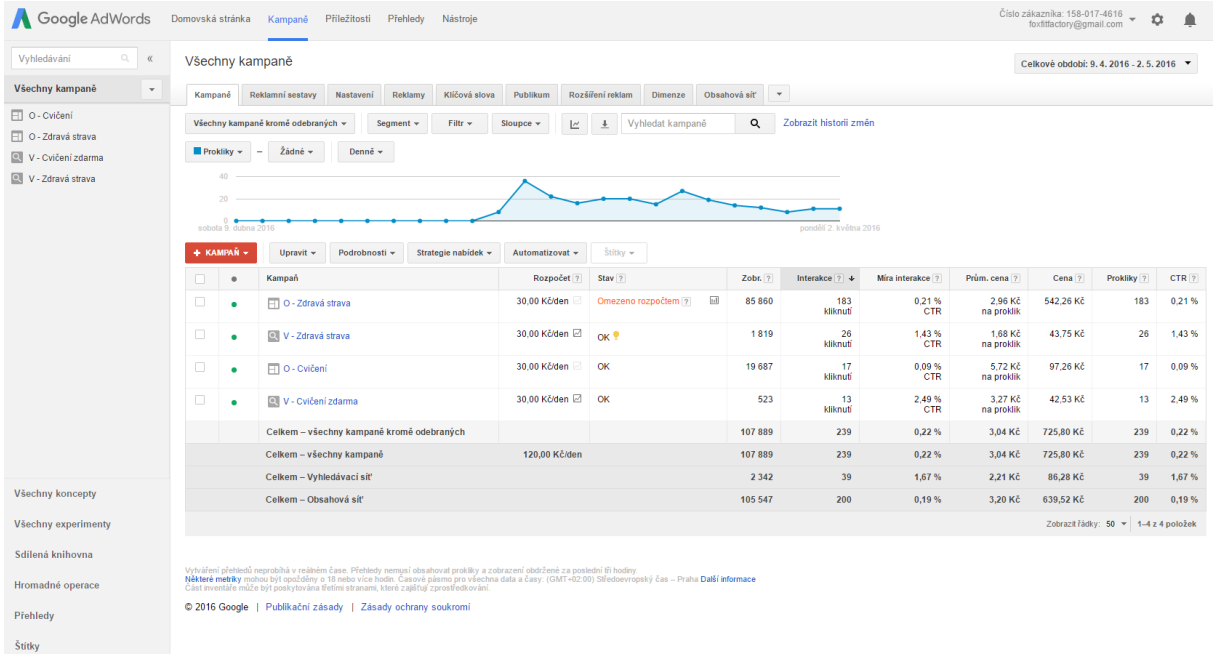 Google AdWords Domovská stránka Kampaně Příležitosti Přehledy Nástroje
Číslo zákazníka: 158-017-4616
foxfitfactory@gmail.com
Vyhledávání «
Všechny kampaně
O - Cvičení
O - Zdravá strava
V - Cvičení zdarma
V - Zdravá strava
Všechny koncepty
Všechny experimenty
Sdílená knihovna
Hromadné operace
Přehledy
Štítky
Všechny kampaně
Celkové období: 9. 4. 2016 - 2. 5. 2016
Kampaně Reklamní sestavy Nastavení Reklamy Klíčová slova Publikum Rozšíření reklam Dimenze Obsahová síť
Všechny kampaně kromě odebraných Segment Filtr Sloupce Vyhledat kampaně Zobrazit historii změn
Prokliky – Žádné Denně
40
20
0
sobota 9. dubna 2016 pondělí 2. května 2016
+ KAMPAŇ Upravit Podrobnosti Strategie nabídek Automatizovat Štítky
Kampaň Rozpočet ? Stav ? Zobr. ? Interakce ? Míra interakce ? Prům. cena ? Cena ? Prokliky ? CTR ?
O - Zdravá strava 30,00 Kč/den Omezeno rozpočtem ? 85 860 183 0,21 % 2,96 Kč 542,26 Kč 183 0,21 %
kliknutí CTR na proklik
V - Zdravá strava 30,00 Kč/den OK 1 819 26 1,43 % 1,68 Kč 43,75 Kč 26 1,43 %
kliknutí CTR na proklik
O - Cvičení 30,00 Kč/den OK 19 687 17 0,09 % 5,72 Kč 97,26 Kč 17 0,09 %
kliknutí CTR na proklik
V - Cvičení zdarma 30,00 Kč/den OK 523 13 2,49 % 3,27 Kč 42,53 Kč 13 2,49 %
kliknutí CTR na proklik
Celkem – všechny kampaně kromě odebraných 107 889 239 0,22 % 3,04 Kč 725,80 Kč 239 0,22 %
Celkem – všechny kampaně 120,00 Kč/den 107 889 239 0,22 % 3,04 Kč 725,80 Kč 239 0,22 %
Celkem – Vyhledávací síť 2 342 39 1,67 % 2,21 Kč 86,28 Kč 39 1,67 %
Celkem – Obsahová síť 105 547 200 0,19 % 3,20 Kč 639,52 Kč 200 0,19 %
Zobrazit řádky: 50 1–4 z 4 položek
Vytváření přehledů neprobíhá v reálném čase. Přehledy nemusí obsahovat prokliky a zobrazení obdržené za poslední tři hodiny.
Některé metriky mohou být opožděny o 18 nebo více hodin. Časové pásmo pro všechna data a časy: (GMT+02:00) Středoevropský čas – Praha Další informace
Část inventáře může být poskytována třetími stranami, které zajišťují zprostředkování.
© 2016 Google | Publikační zásady | Zásady ochrany soukromí